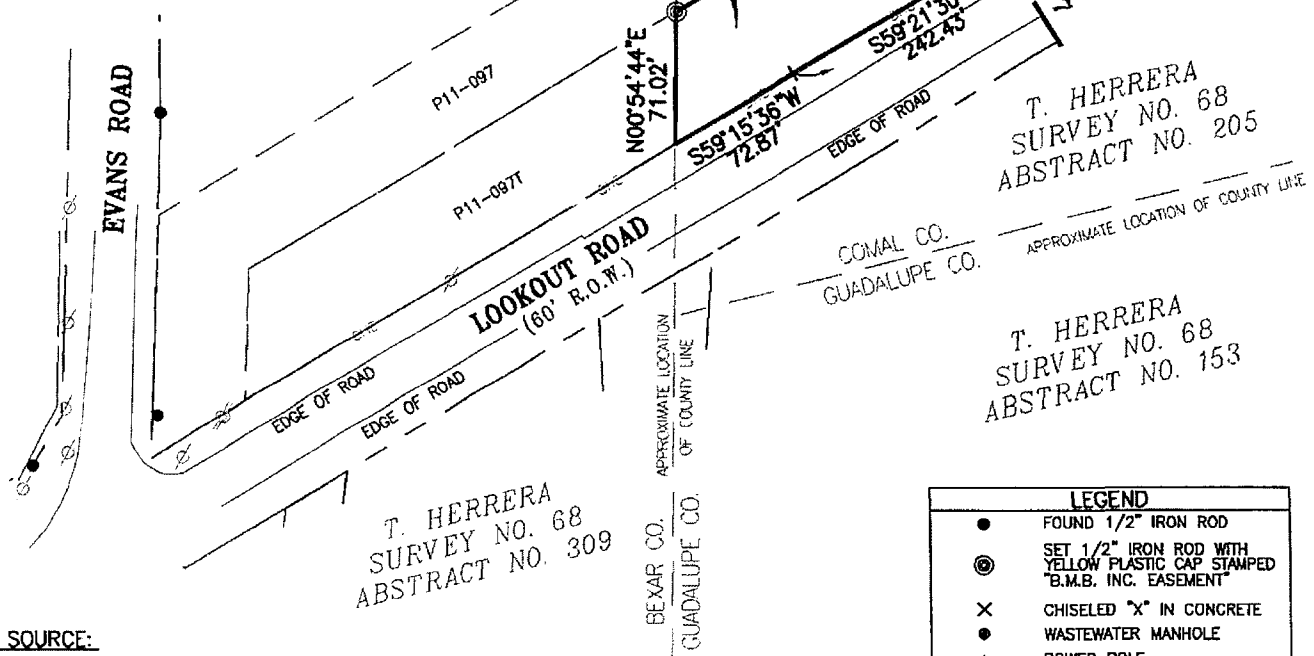 EVANS ROAD
P11-097
P11-097T
N00°54'44"E
71.02'
S59°15'36"W
72.87'
S59°21'30"
242.43'
EDGE OF ROAD
LOOKOUT ROAD
(60' R.O.W.)
EDGE OF ROAD
EDGE OF ROAD
T. HERRERA
SURVEY NO. 68
ABSTRACT NO. 205
COMAL CO.
GUADALUPE CO.
APPROXIMATE LOCATION OF COUNTY LINE
T. HERRERA
SURVEY NO. 68
ABSTRACT NO. 153
APPROXIMATE LOCATION
OF COUNTY LINE
BEXAR CO.
GUADALUPE CO.
T. HERRERA
SURVEY NO. 68
ABSTRACT NO. 309
SOURCE:
LEGEND
FOUND 1/2" IRON ROD
SET 1/2" IRON ROD WITH
YELLOW PLASTIC CAP STAMPED
"B.M.B. INC. EASEMENT"
CHISELED "X" IN CONCRETE
WASTEWATER MANHOLE
POWER POLE